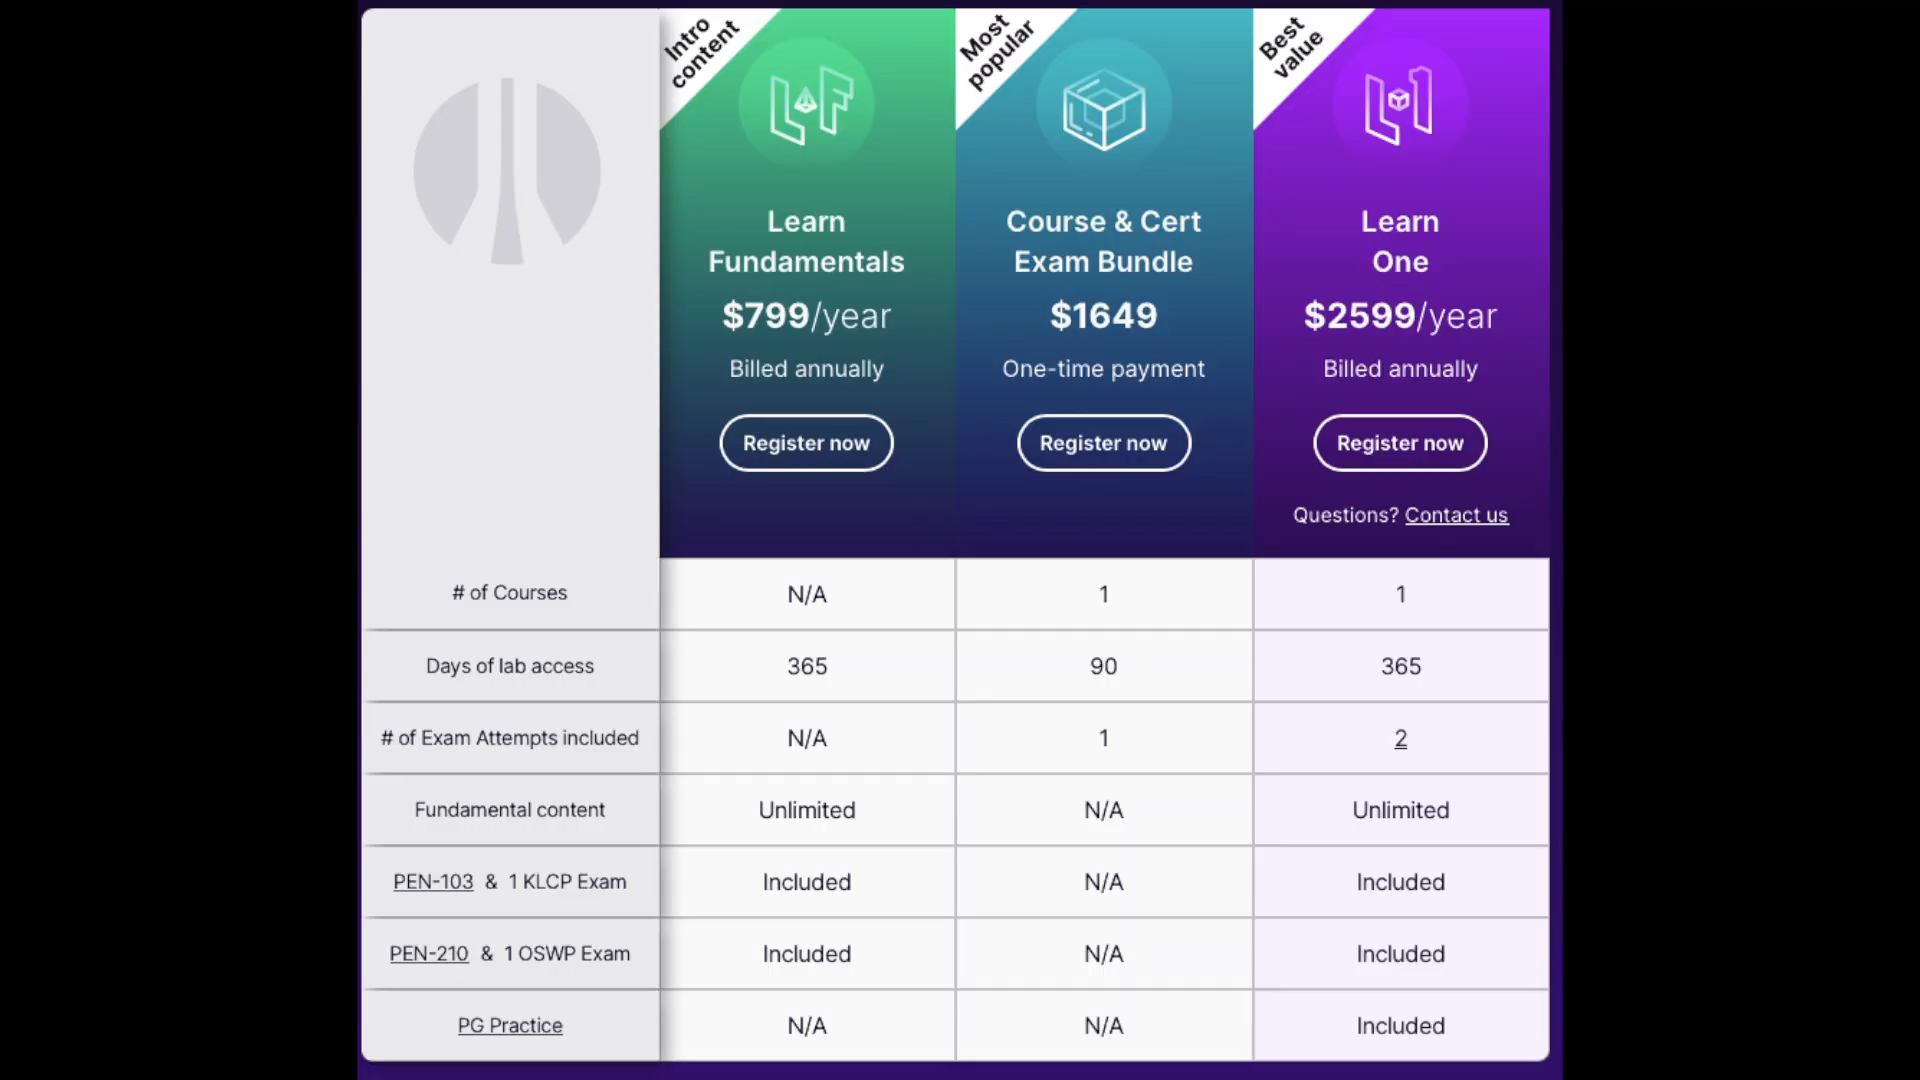 Intro
content
Most
popular
Best
value
Learn
Fundamentals
$799/year
Billed annually
Register now
Course & Cert
Exam Bundle
$1649
One-time payment
Register now
Learn
One
$2599/year
Billed annually
Register now
Questions? Contact us
# of Courses N/A 1 1
Days of lab access 365 90 365
# of Exam Attempts included N/A 1 2
Fundamental content Unlimited N/A Unlimited
PEN-103 & 1 KLCP Exam Included N/A Included
PEN-210 & 1 OSWP Exam Included N/A Included
PG Practice N/A N/A Included